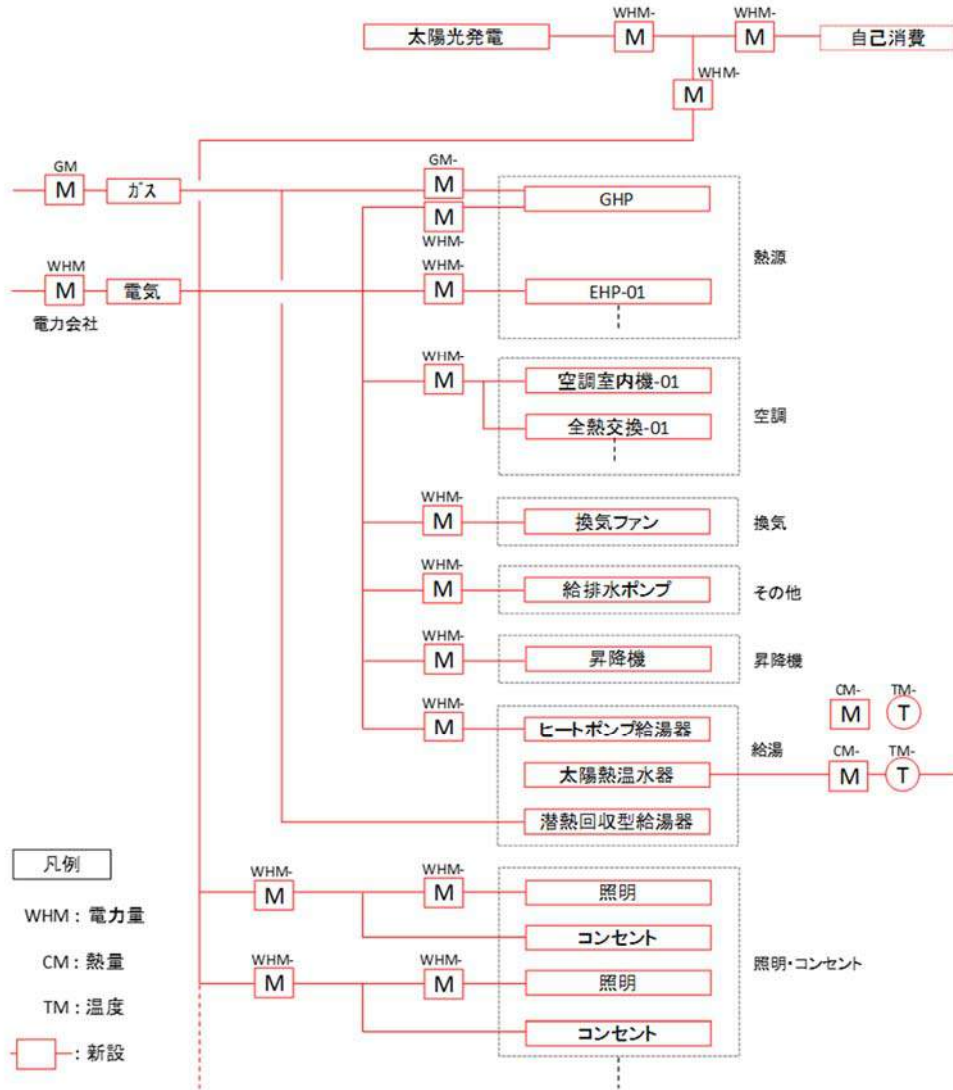 WHM-
WHM-
太陽光発電
M
M
自己消費
WHM-
M
GM
GM-
M
ガス
M
GHP
M
WHM-
熱源
WHM
WHM-
M
電気
M
EHP-01
電力会社
WHM-
M
空調室内機-01
空調
全熱交換-01
WHM-
M
換気ファン
換気
WHM-
M
給排水ポンプ
その他
WHM-
M
昇降機
昇降機
CM-
TM-
M
T
WHM-
M
ヒートポンプ給湯器
給湯
CM-
TM-
太陽熱温水器
M
T
潜熱回収型給湯器
凡例
WHM-
WHM-
M
M
照明
WHM : 電力量
コンセント
CM : 熱量
WHM-
WHM-
照明・コンセント
M
M
照明
TM : 温度
コンセント
: 新設